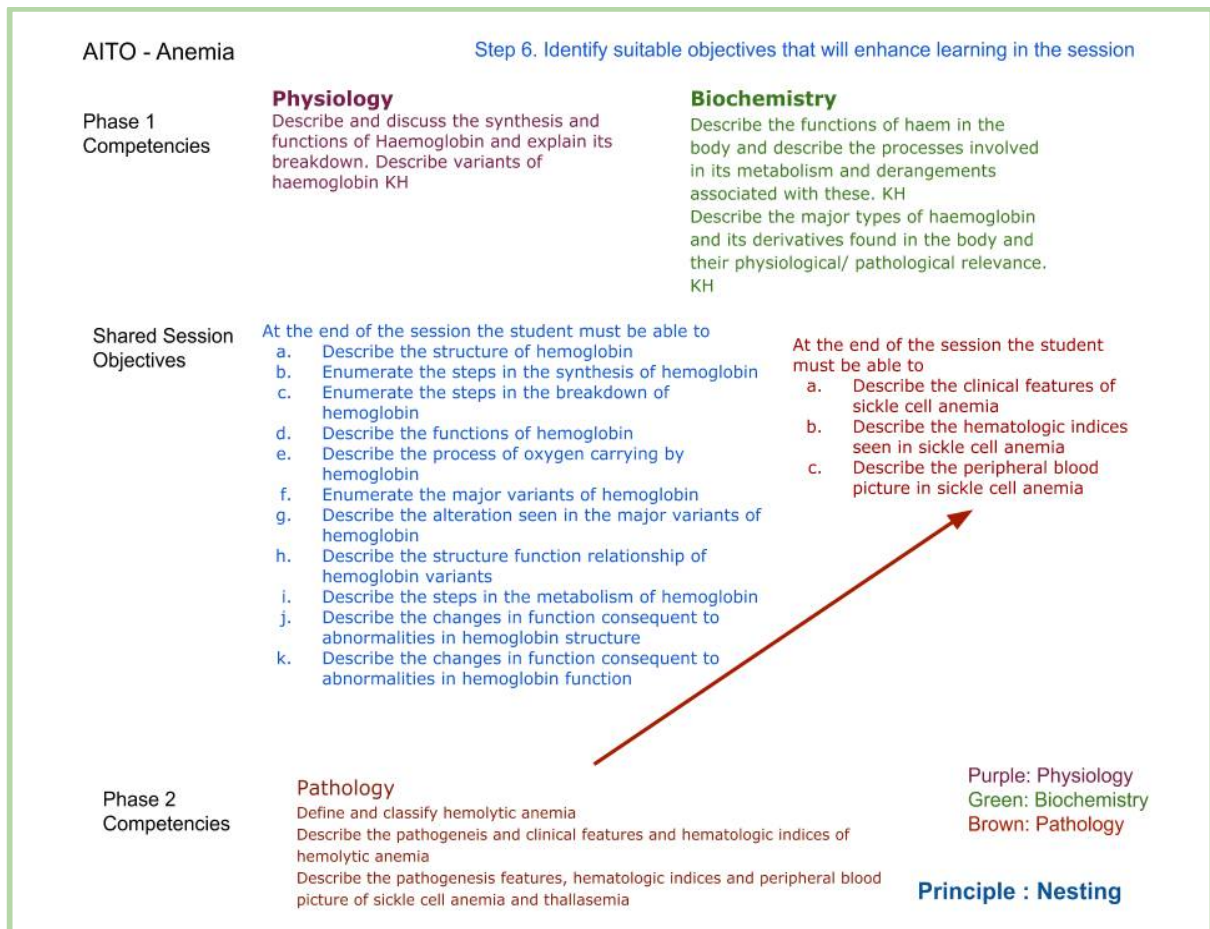 AITO - Anemia
Step 6. Identify suitable objectives that will enhance learning in the session
Phase 1
Competencies
Physiology
Describe and discuss the synthesis and
functions of Haemoglobin and explain its
breakdown. Describe variants of
haemoglobin KH
Biochemistry
Describe the functions of haem in the
body and describe the processes involved
in its metabolism and derangements
associated with these. KH
Describe the major types of haemoglobin
and its derivatives found in the body and
their physiological/ pathological relevance.
KH
Shared Session
Objectives
At the end of the session the student must be able to
a. Describe the structure of hemoglobin
b. Enumerate the steps in the synthesis of hemoglobin
c. Enumerate the steps in the breakdown of
hemoglobin
d. Describe the functions of hemoglobin
e. Describe the process of oxygen carrying by
hemoglobin
f. Enumerate the major variants of hemoglobin
g. Describe the alteration seen in the major variants of
hemoglobin
h. Describe the structure function relationship of
hemoglobin variants
i. Describe the steps in the metabolism of hemoglobin
j. Describe the changes in function consequent to
abnormalities in hemoglobin structure
k. Describe the changes in function consequent to
abnormalities in hemoglobin function
At the end of the session the student
must be able to
a. Describe the clinical features of
sickle cell anemia
b. Describe the hematologic indices
seen in sickle cell anemia
c. Describe the peripheral blood
picture in sickle cell anemia
Phase 2
Competencies
Pathology
Define and classify hemolytic anemia
Describe the pathogeneis and clinical features and hematologic indices of
hemolytic anemia
Describe the pathogenesis features, hematologic indices and peripheral blood
picture of sickle cell anemia and thallasemia
Purple: Physiology
Green: Biochemistry
Brown: Pathology
Principle : Nesting